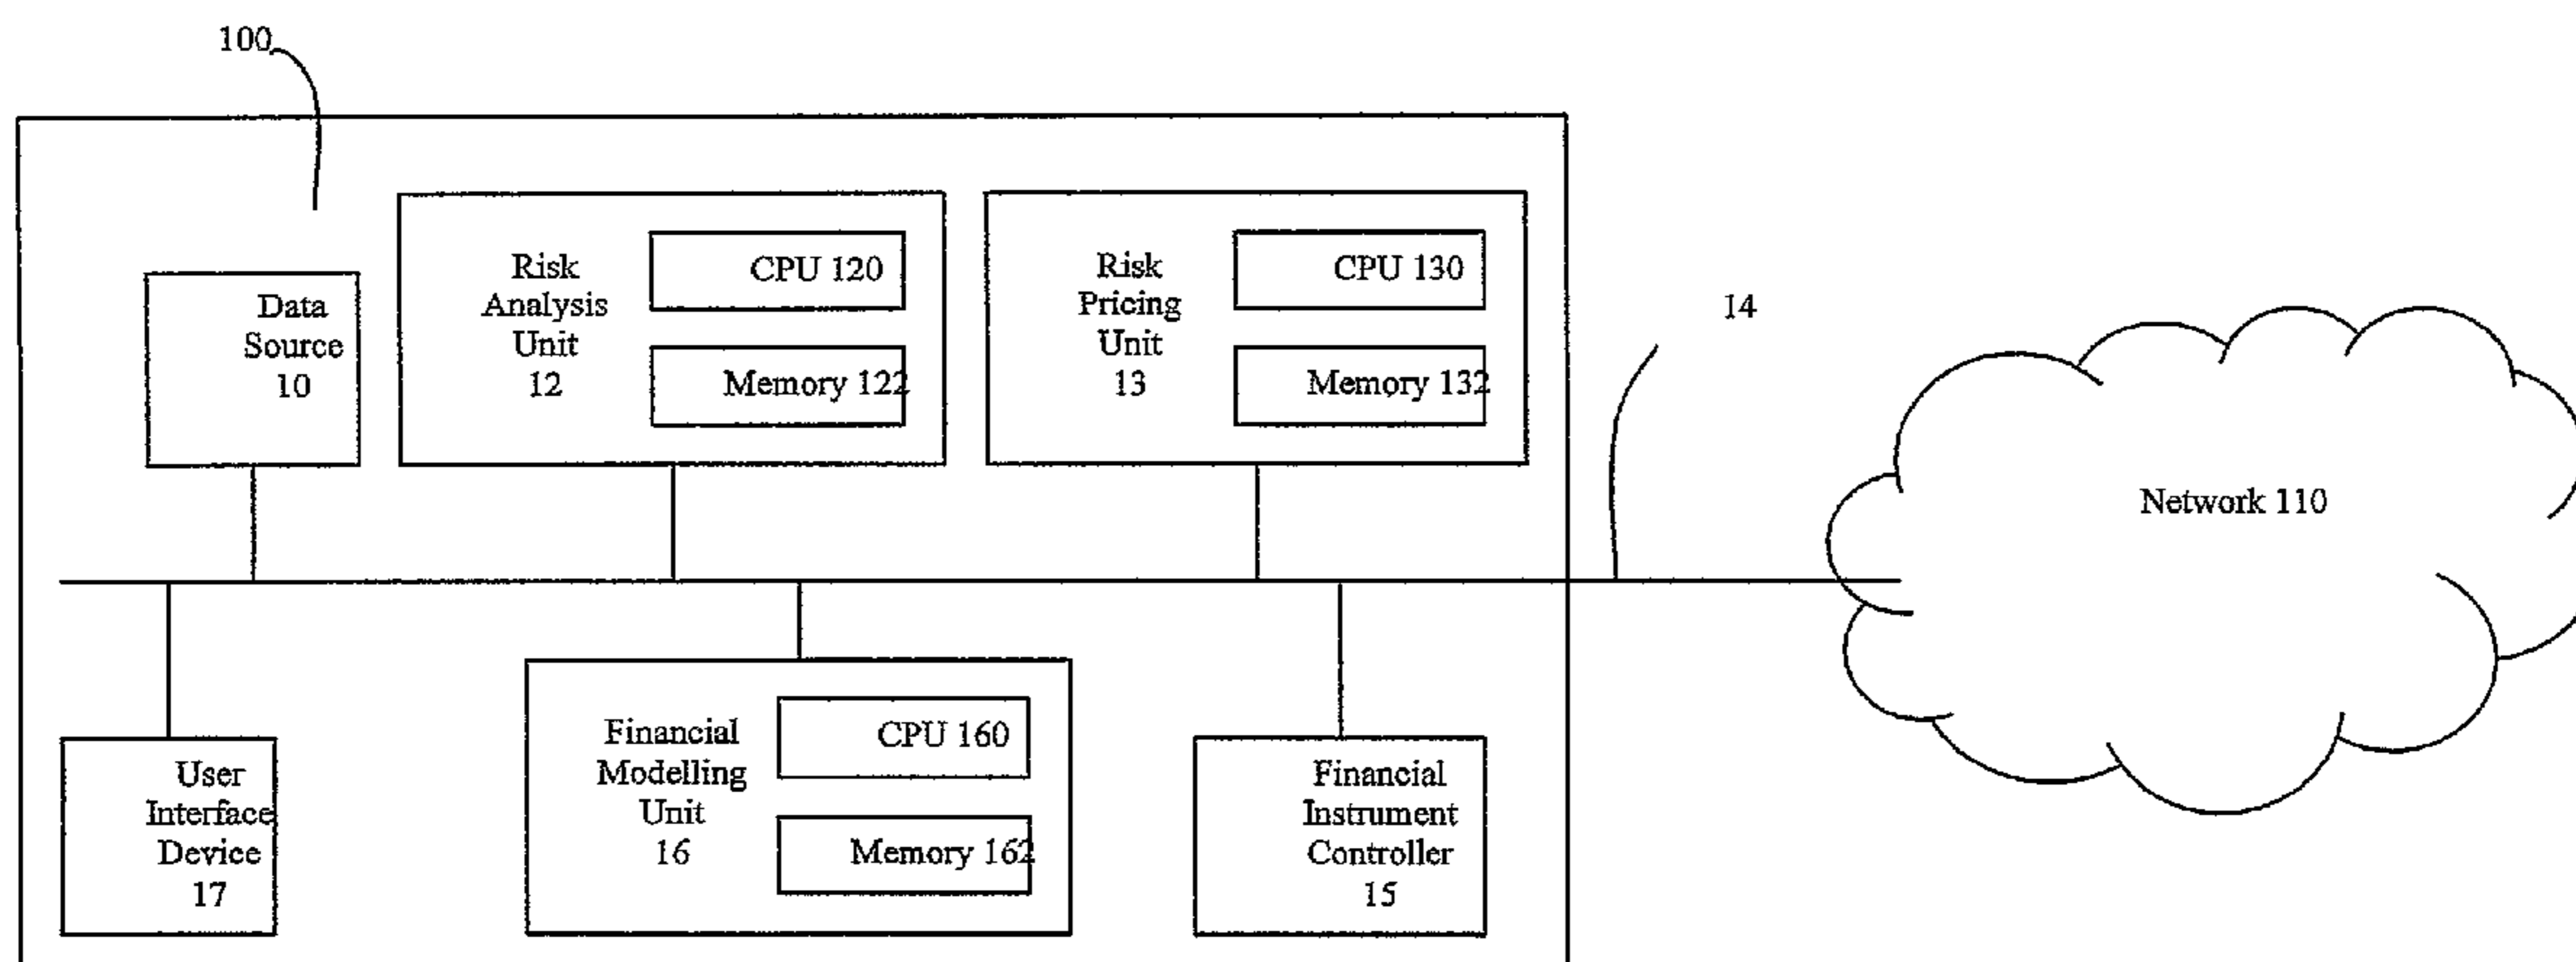 100
Data
Source
10
Risk
Analysis
Unit
12
CPU 120
Memory 122
Risk
Pricing
Unit
13
CPU 130
Memory 132
14
Network 110
User
Interface
Device
17
Financial
Modelling
Unit
16
CPU 160
Memory 162
Financial
Instrument
Controller
15